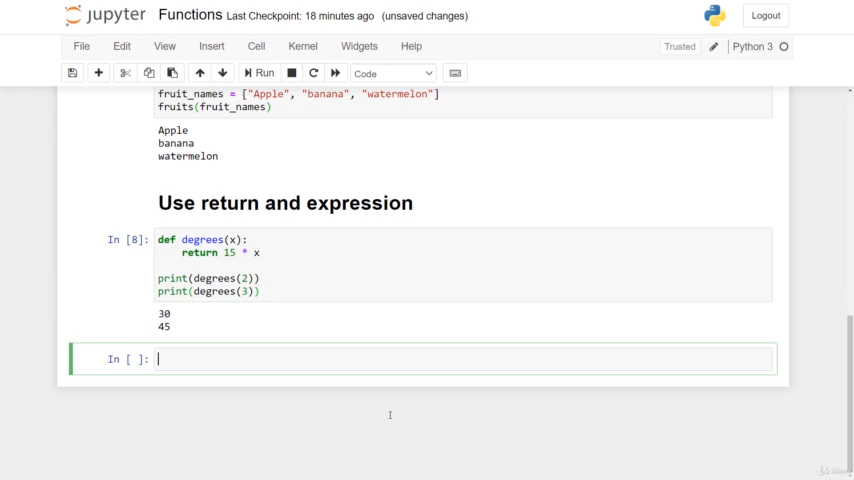 jupyter Functions Last Checkpoint: 18 minutes ago (unsaved changes) Logout
File Edit View Insert Cell Kernel Widgets Help Trusted Python 3
Run Code
fruit_names = ["Apple", "banana", "watermelon"]
fruits(fruit_names)
Apple
banana
watermelon
Use return and expression
In [8]: def degrees(x):
return 15 * x
print(degrees(2))
print(degrees(3))
30
45
In [ ]: